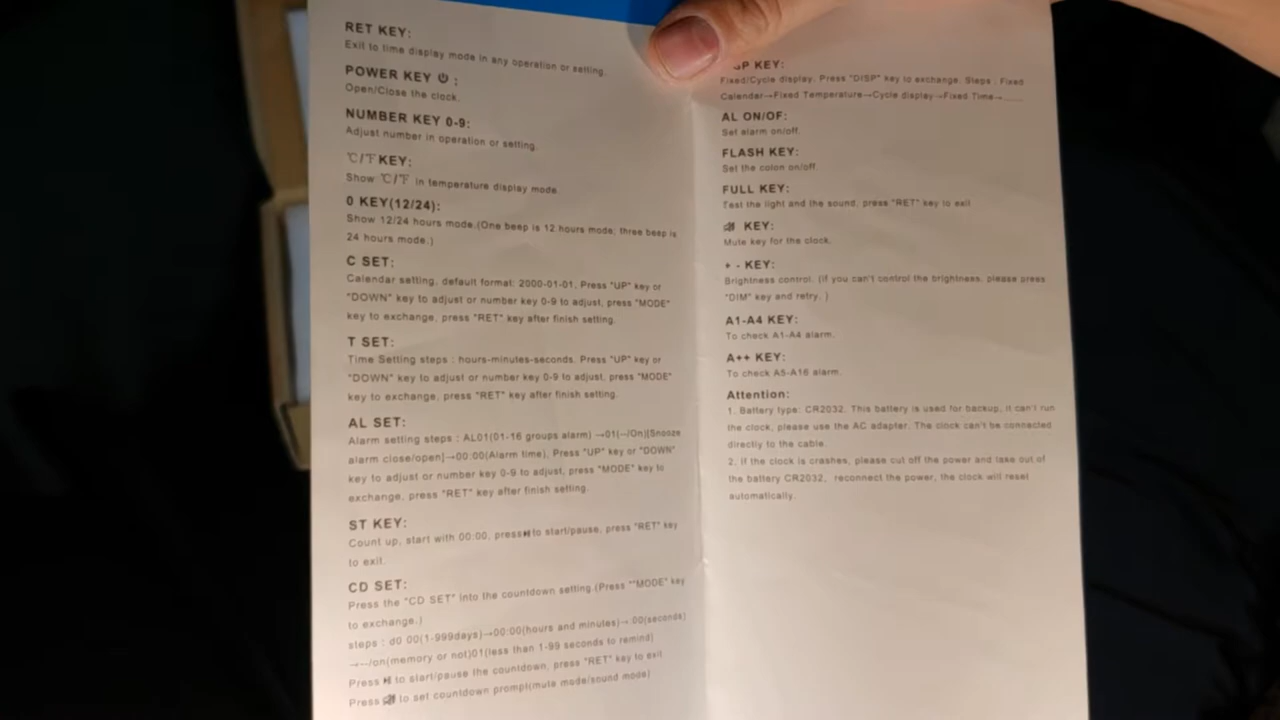 RET KEY:
Exit to time display mode in any operation or setting.
POWER KEY ⏻ :
Open/Close the clock.
NUMBER KEY 0-9:
Adjust number in operation or setting.
℃/℉ KEY:
Show ℃/℉ in temperature display mode.
0 KEY(12/24):
Show 12/24 hours mode.(One beep is 12 hours mode; three beep is
24 hours mode.)
C SET:
Calendar setting, default format: 2000-01-01, Press "UP" key or
"DOWN" key to adjust or number key 0-9 to adjust, press "MODE"
key to exchange, press "RET" key after finish setting.
T SET:
Time Setting steps : hours-minutes-seconds. Press "UP" key or
"DOWN" key to adjust or number key 0-9 to adjust, press "MODE"
key to exchange, press "RET" key after finish setting.
AL SET:
Alarm setting steps : AL01(01-16 groups alarm) →01(--/On)[Snooze
alarm close/open]→00:00(Alarm time), Press "UP" key or "DOWN"
key to adjust or number key 0-9 to adjust, press "MODE" key to
exchange, press "RET" key after finish setting.
ST KEY:
Count up, start with 00:00, press⏯to start/pause, press "RET" key
to exit.
CD SET:
Press the "CD SET" into the countdown setting.(Press ""MODE" key
to exchange.)
steps : d0 00(1-999days)→00:00(hours and minutes)→ 00(seconds)
→--/on(memory or not)01(less than 1-99 seconds to remind)
Press ⏯ to start/pause the countdown, press "RET" key to exit
Press 🔇 to set countdown prompt(mute mode/sound mode)
KEY:
Fixed/Cycle display. Press "DISP" key to exchange. Steps : Fixed
Calendar→Fixed Temperature→Cycle display→Fixed Time→......
AL ON/OF:
Set alarm on/off.
FLASH KEY:
Set the colon on/off.
FULL KEY:
Test the light and the sound, press "RET" key to exit
🔇 KEY:
Mute key for the clock.
+ - KEY:
Brightness control. (if you can't control the brightness, please press
"DIM" key and retry. )
A1-A4 KEY:
To check A1-A4 alarm.
A++ KEY:
To check A5-A16 alarm.
Attention:
1. Battery type: CR2032. This battery is used for backup, it can't run
the clock, please use the AC adapter. The clock can't be connected
directly to the cable.
2. If the clock is crashes, please cut off the power and take out of
the battery CR2032, reconnect the power, the clock will reset
automatically.